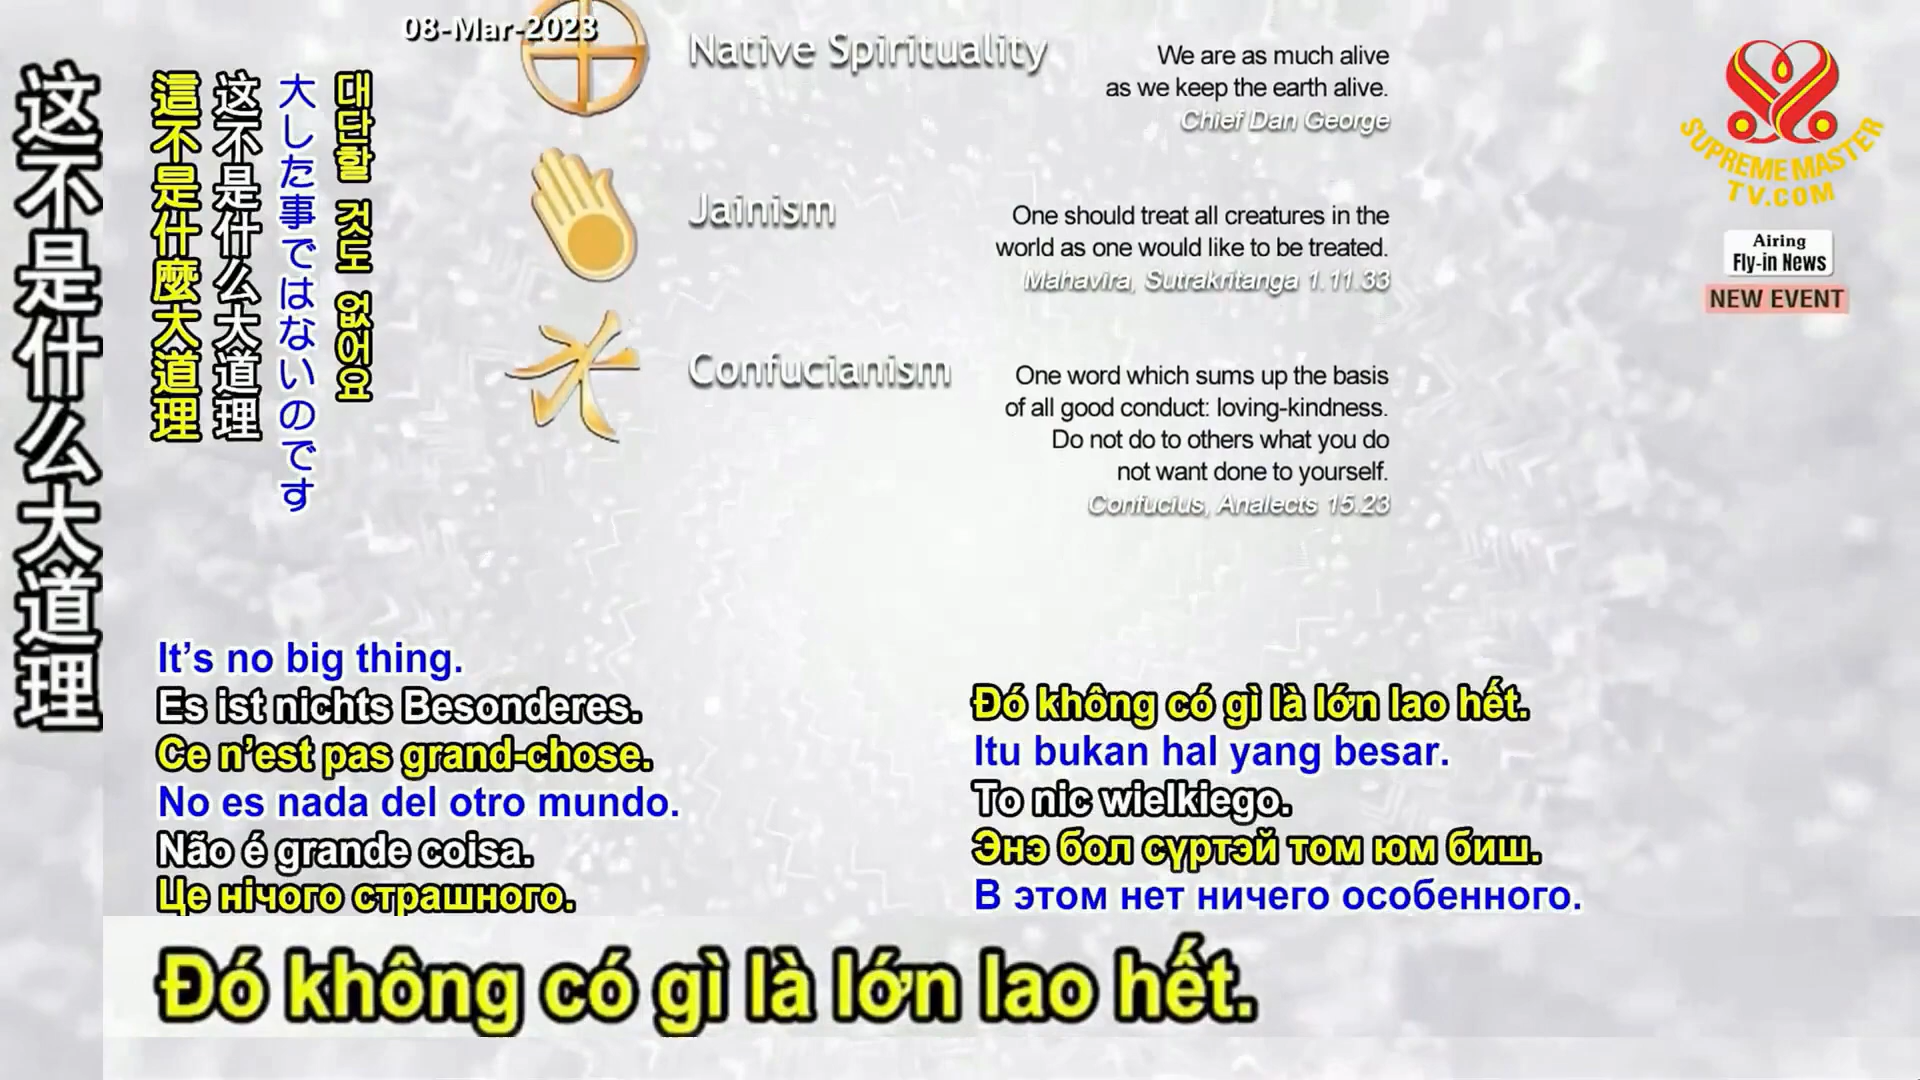 08-Mar-2023
这不是什么大道理
這不是什麼大道理
这不是什么大道理
大した事ではないのです
대단할 것도 없어요
Native Spirituality
We are as much alive
as we keep the earth alive.
Chief Dan George
Jainism
One should treat all creatures in the
world as one would like to be treated.
Mahavira, Sutrakritanga 1.11.33
Confucianism
One word which sums up the basis
of all good conduct: loving-kindness.
Do not do to others what you do
not want done to yourself.
Confucius, Analects 15.23
SUPREME MASTER
TV.COM
Airing
Fly-in News
NEW EVENT
It’s no big thing.
Es ist nichts Besonderes.
Ce n’est pas grand-chose.
No es nada del otro mundo.
Não é grande coisa.
Це нічого страшного.
Đó không có gì là lớn lao hết.
Itu bukan hal yang besar.
To nic wielkiego.
Энэ бол сүртэй том юм биш.
В этом нет ничего особенного.
Đó không có gì là lớn lao hết.